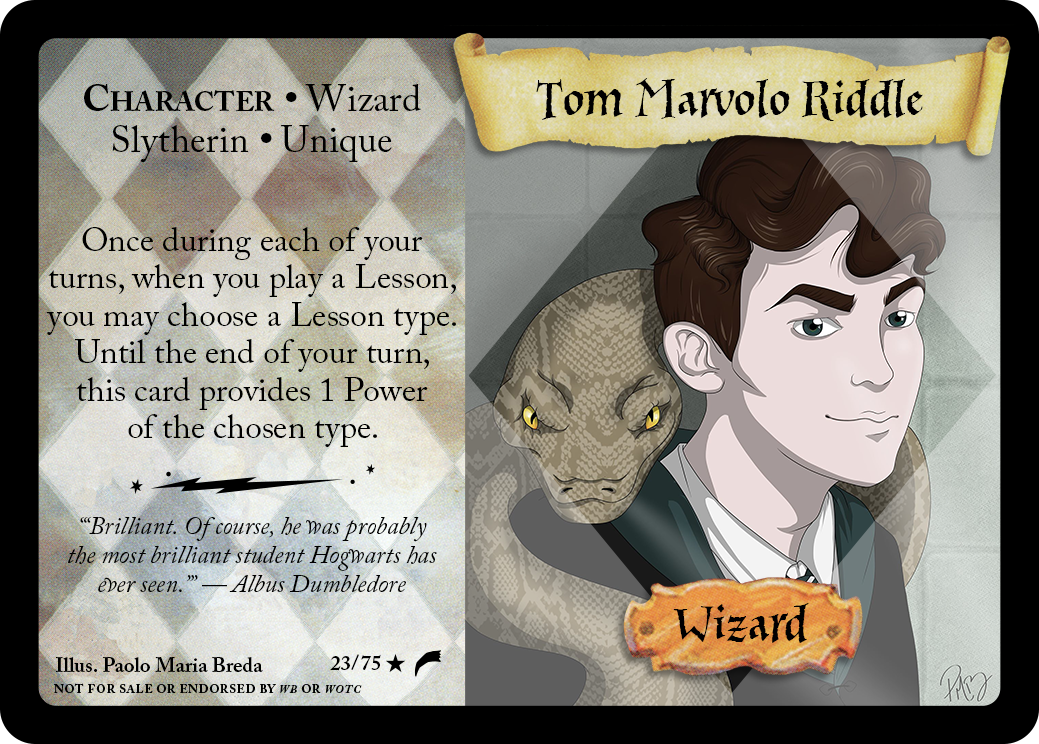 Tom Marvolo Riddle
CHARACTER • Wizard
Slytherin • Unique
Once during each of your
turns, when you play a Lesson,
you may choose a Lesson type.
Until the end of your turn,
this card provides 1 Power
of the chosen type.
“‘Brilliant. Of course, he was probably
the most brilliant student Hogwarts has
ever seen.’” — Albus Dumbledore
Illus. Paolo Maria Breda
23/75 ★
NOT FOR SALE OR ENDORSED BY WB OR WOTC
Wizard